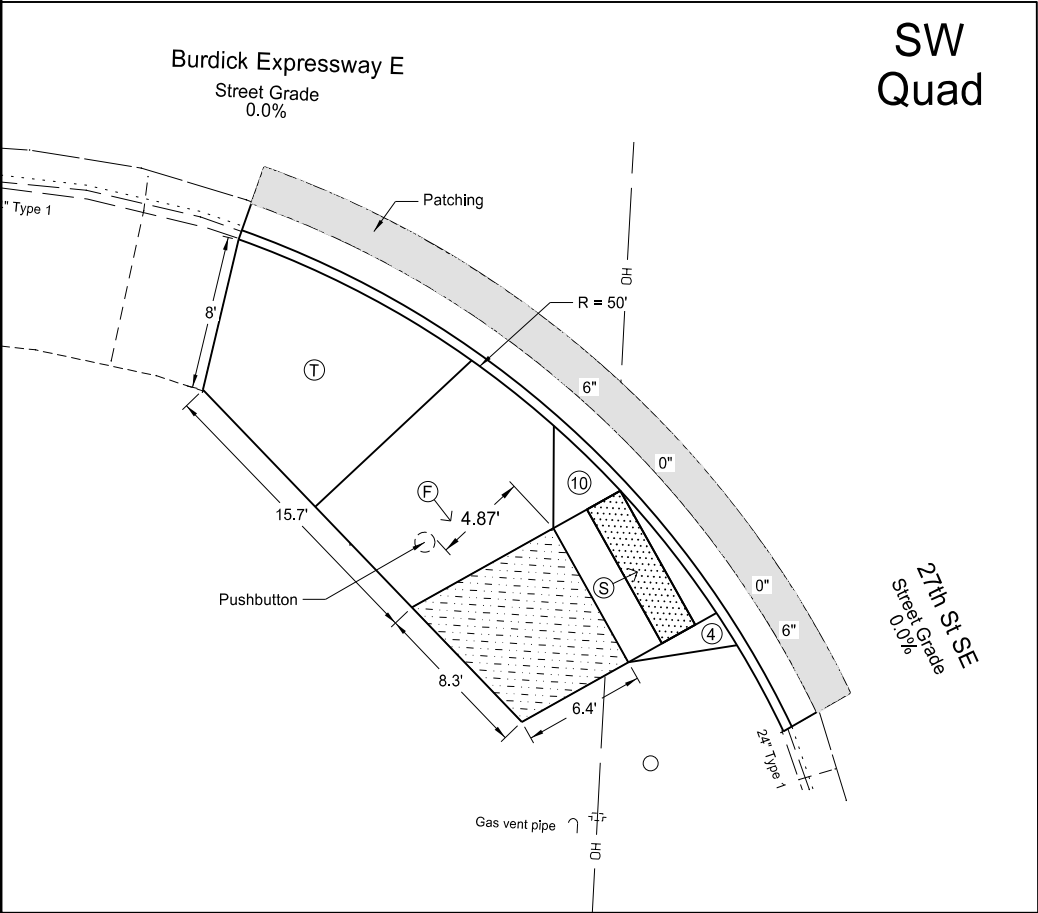 SW
Quad
Burdick Expressway E
Street Grade
0.0%
Patching
" Type 1
OH
R = 50'
8'
T
6"
0"
10
F
4.87'
15.7'
Pushbutton
S
0"
6"
4
27th St SE
Street Grade
0.0%
8.3'
6.4'
24" Type 1
Gas vent pipe
OH